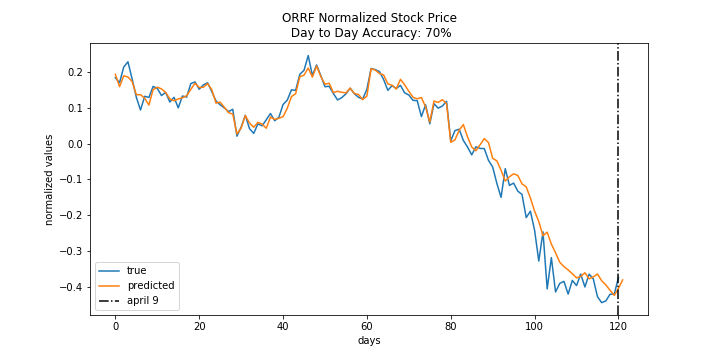 ORRF Normalized Stock Price
Day to Day Accuracy: 70%
normalized values
0.2
0.1
0.0
−0.1
−0.2
−0.3
−0.4
true
predicted
april 9
0 20 40 60 80 100 120
days